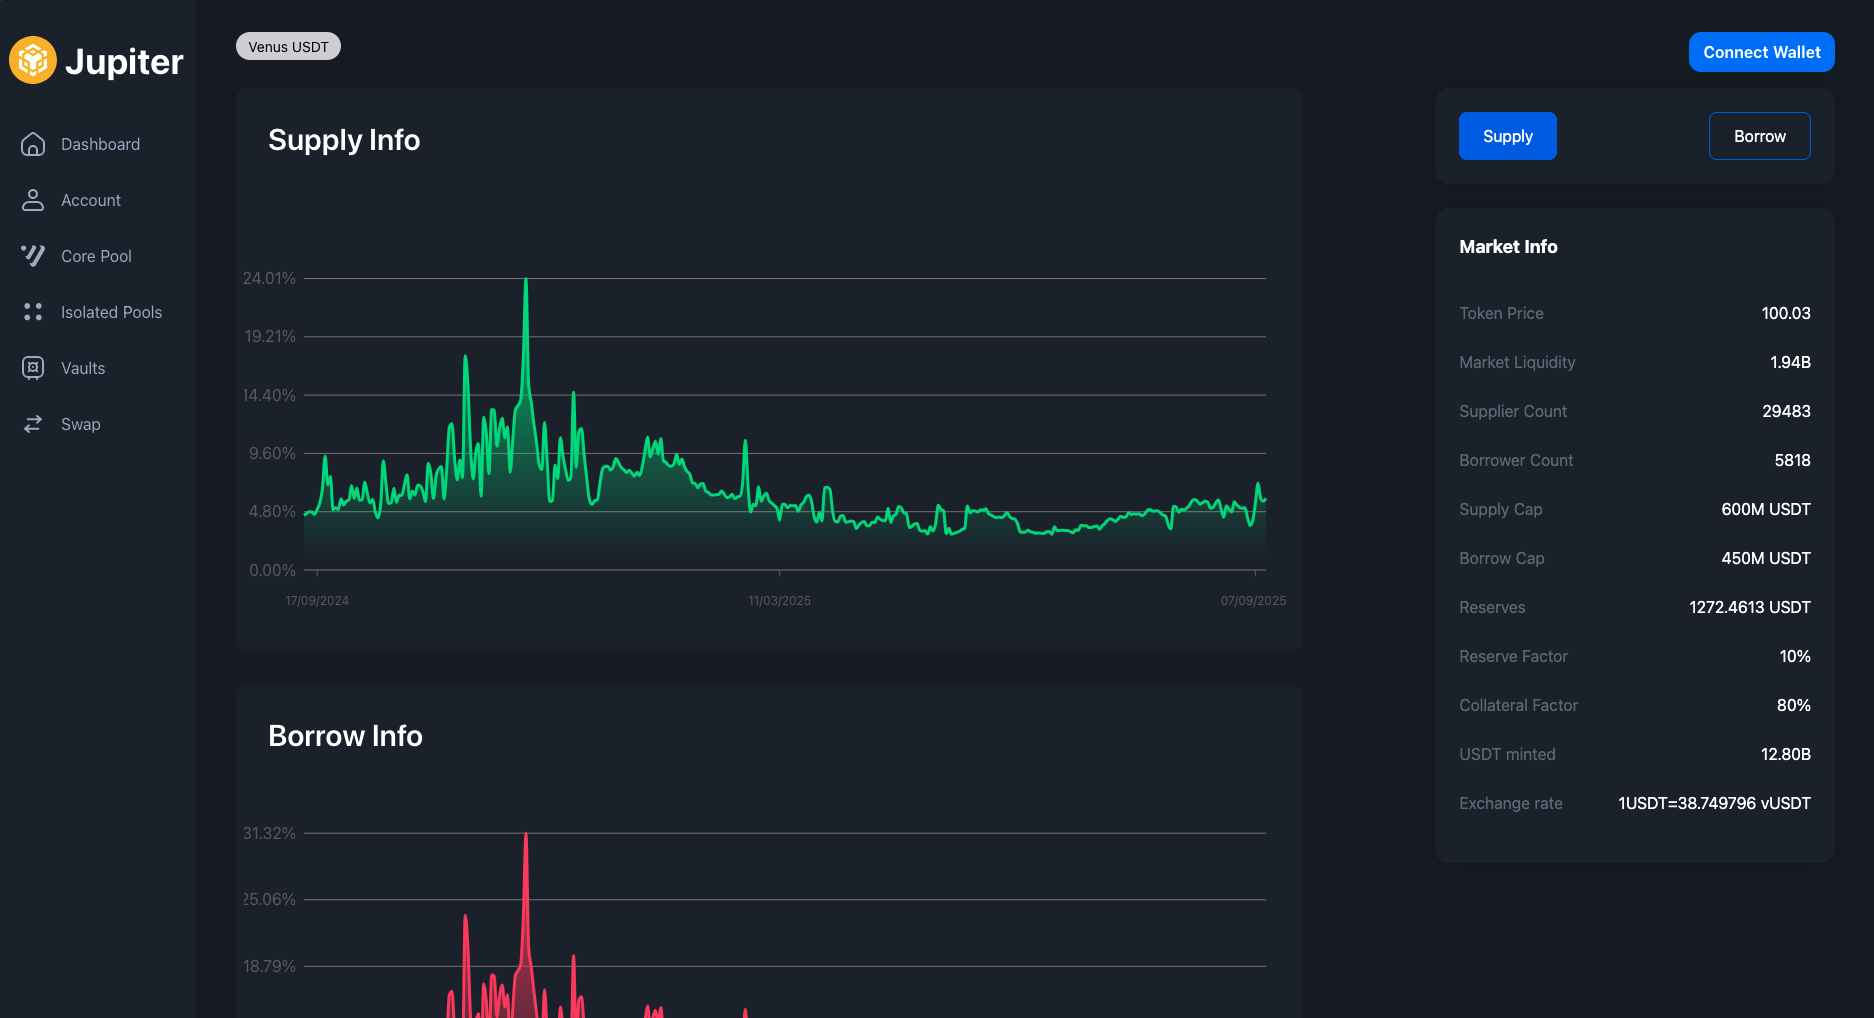 Jupiter
Dashboard
Account
Core Pool
Isolated Pools
Vaults
Swap
Venus USDT
Connect Wallet
Supply Info
24.01%
19.21%
14.40%
9.60%
4.80%
0.00%
17/09/2024 11/03/2025 07/09/2025
Borrow Info
31.32%
25.06%
18.79%
Supply Borrow
Market Info
Token Price 100.03
Market Liquidity 1.94B
Supplier Count 29483
Borrower Count 5818
Supply Cap 600M USDT
Borrow Cap 450M USDT
Reserves 1272.4613 USDT
Reserve Factor 10%
Collateral Factor 80%
USDT minted 12.80B
Exchange rate 1USDT=38.749796 vUSDT